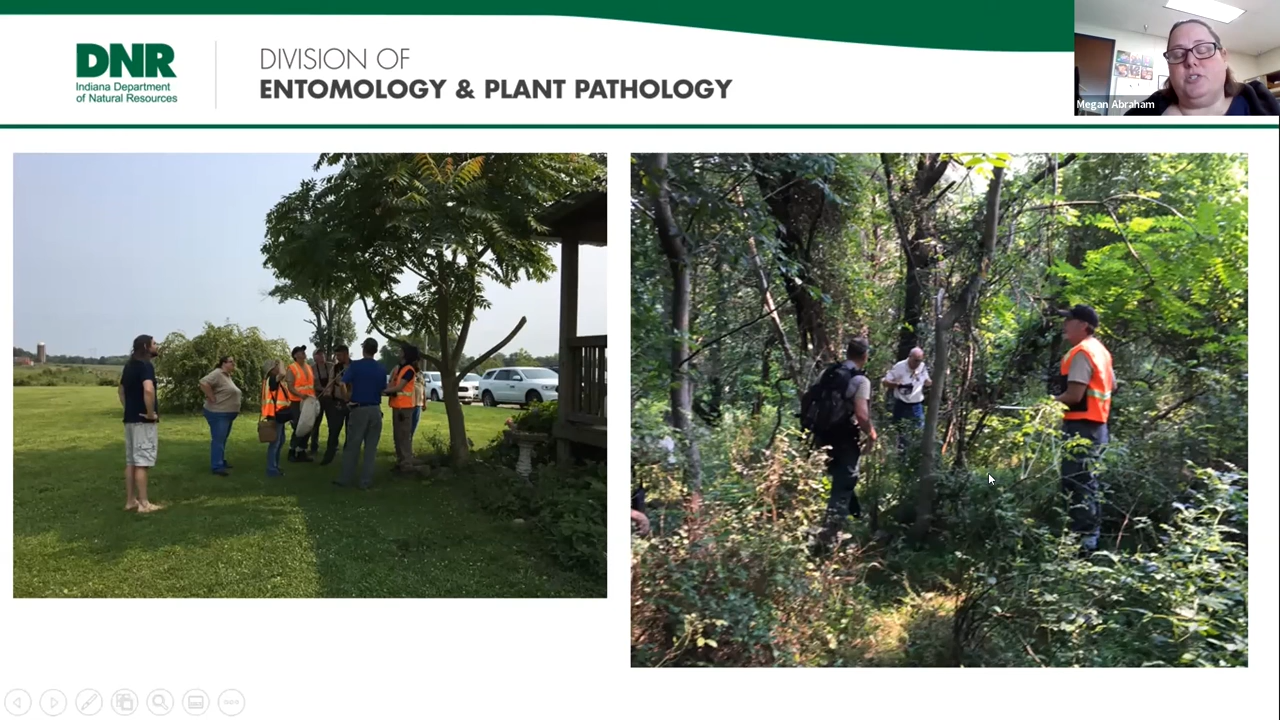 DNR
Indiana Department
of Natural Resources
DIVISION OF
ENTOMOLOGY & PLANT PATHOLOGY
Megan Abraham